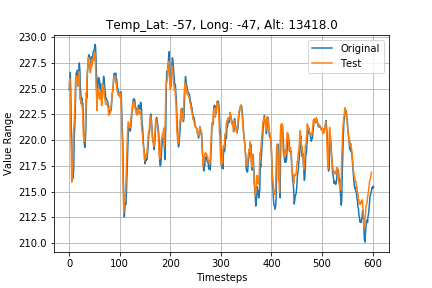 Temp_Lat: -57, Long: -47, Alt: 13418.0
Original
Test
Value Range
230.0
227.5
225.0
222.5
220.0
217.5
215.0
212.5
210.0
0 100 200 300 400 500 600
Timesteps